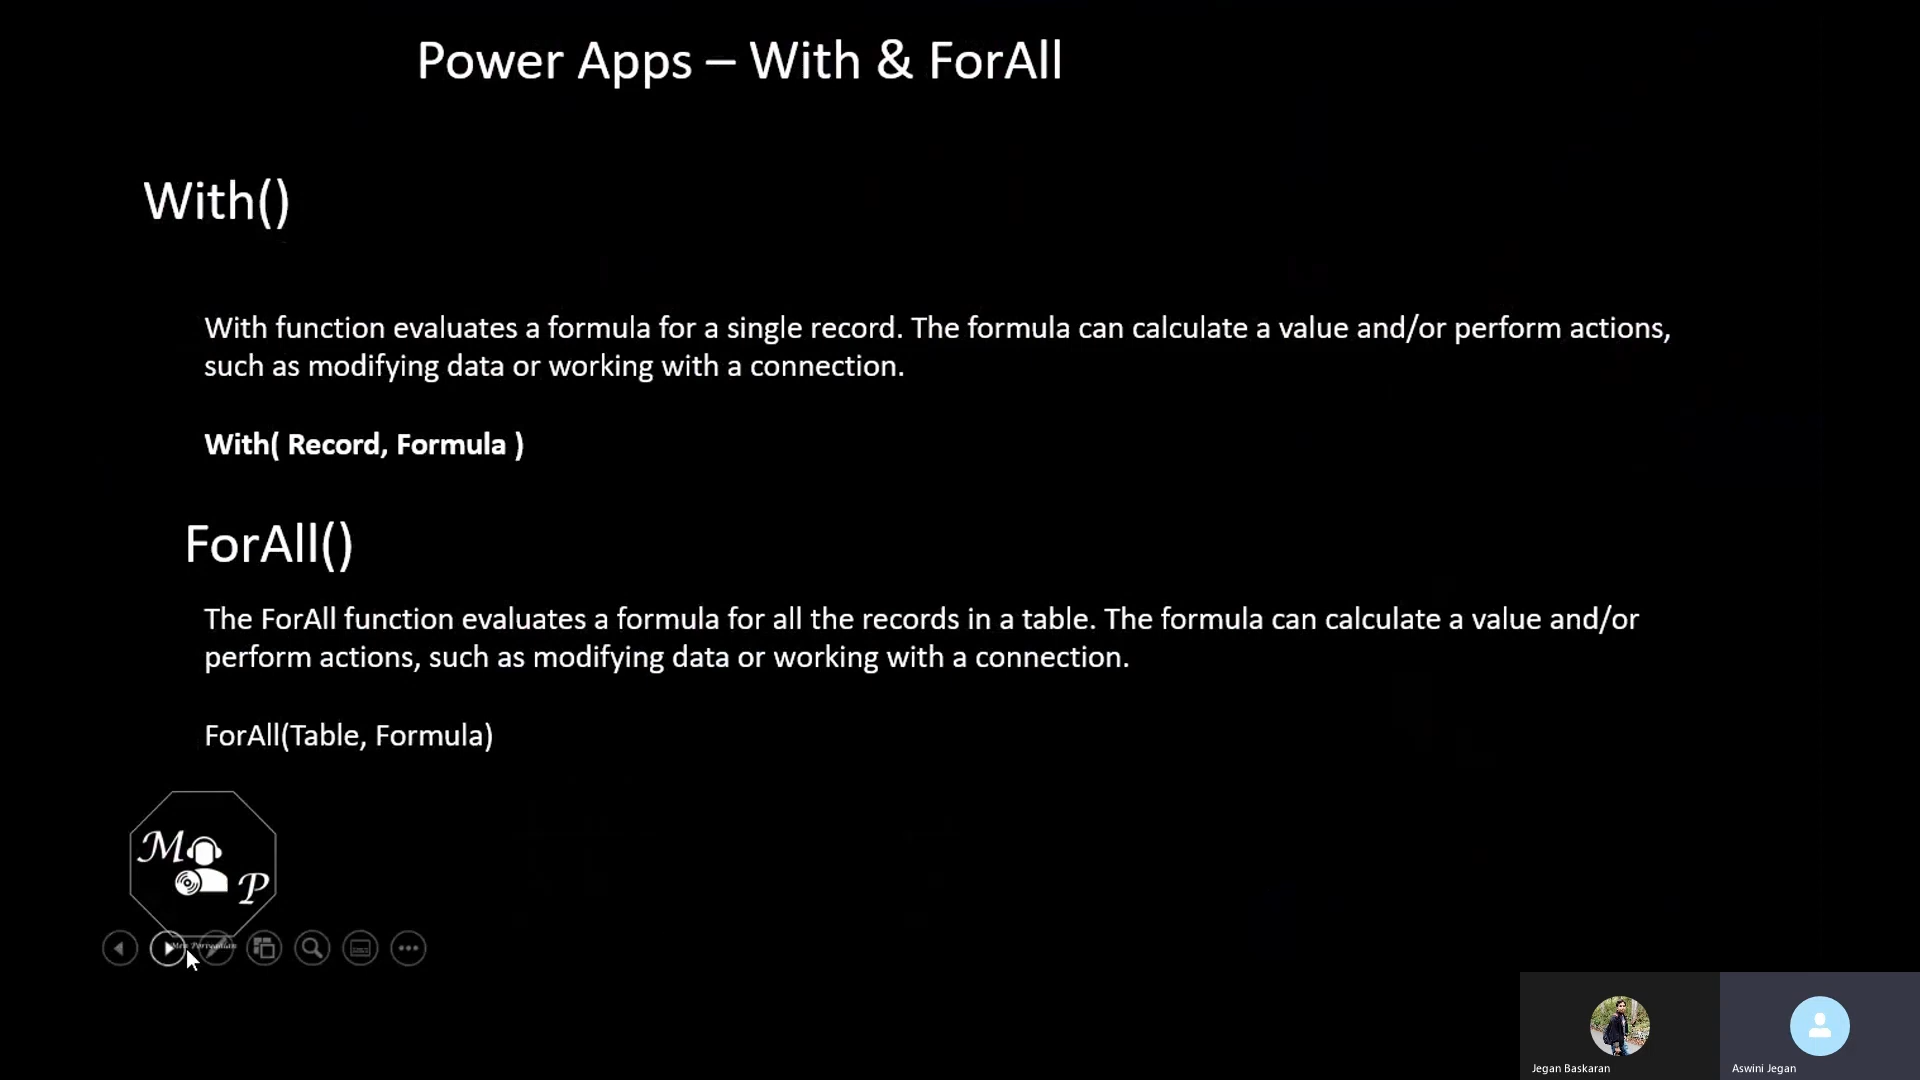 Power Apps – With & ForAll
With()
With function evaluates a formula for a single record. The formula can calculate a value and/or perform actions,
such as modifying data or working with a connection.
With( Record, Formula )
ForAll()
The ForAll function evaluates a formula for all the records in a table. The formula can calculate a value and/or
perform actions, such as modifying data or working with a connection.
ForAll(Table, Formula)
M
P
Jegan Baskaran
Aswini Jegan